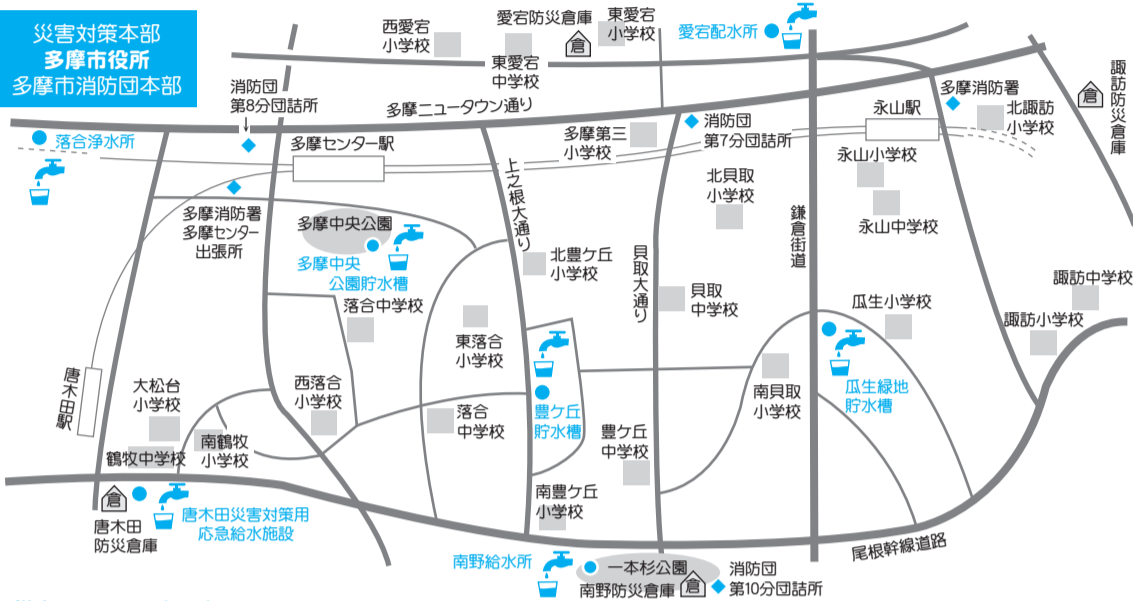 災害対策本部
多摩市役所
多摩市消防団本部
西愛宕
小学校
愛宕防災倉庫
倉
東愛宕
小学校
東愛宕
中学校
愛宕配水所
諏訪防災倉庫
倉
消防団
第8分団詰所
多摩ニュータウン通り
多摩消防署
北諏訪
小学校
落合浄水所
多摩センター駅
多摩第三
小学校
消防団
第7分団詰所
永山駅
永山小学校
永山中学校
多摩消防署
多摩センター
出張所
多摩中央公園
多摩中央
公園貯水槽
上之根大通り
北豊ケ丘
小学校
貝取大通り
北貝取
小学校
鎌倉街道
貝取
中学校
落合中学校
東落合
小学校
瓜生小学校
諏訪中学校
諏訪小学校
唐木田駅
大松台
小学校
西落合
小学校
落合
中学校
豊ケ丘
貯水槽
南貝取
小学校
瓜生緑地
貯水槽
鶴牧中学校
南鶴牧
小学校
豊ケ丘
中学校
南豊ケ丘
小学校
倉
唐木田
防災倉庫
唐木田災害対策用
応急給水施設
尾根幹線道路
南野給水所
一本杉公園
南野防災倉庫
倉
消防団
第10分団詰所